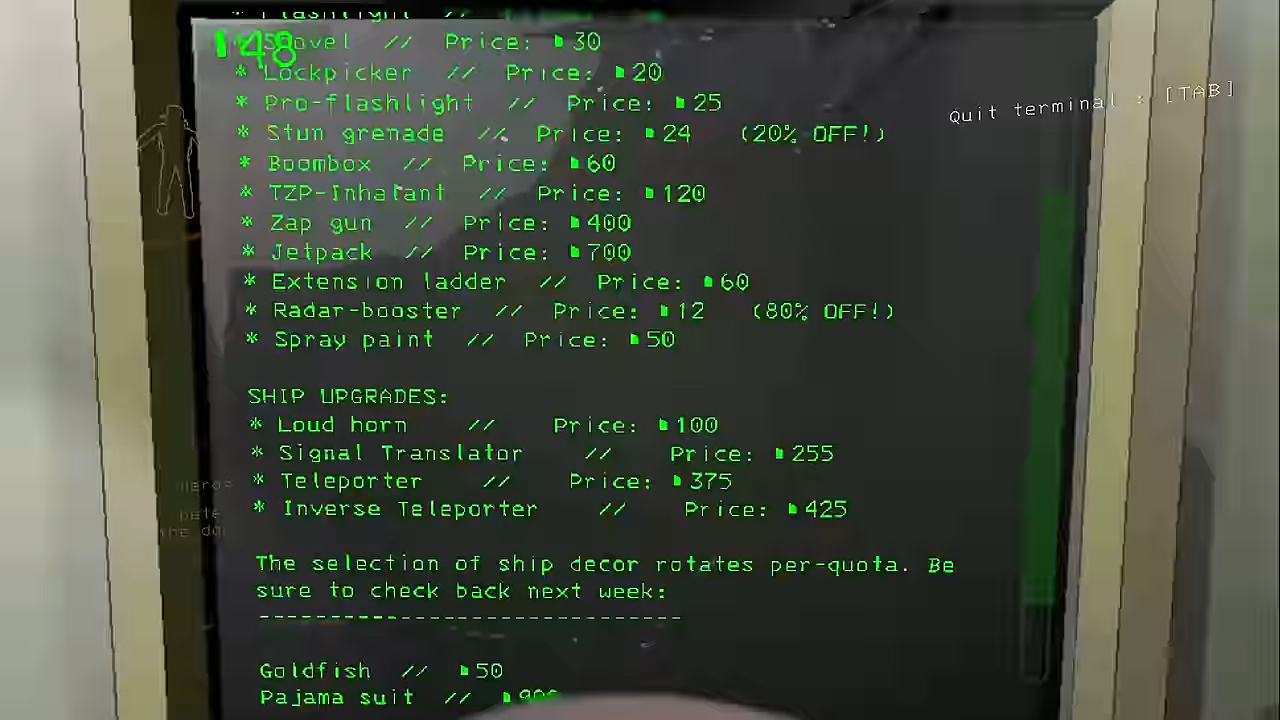 * Flashlight //
148
* Shovel // Price: 30
* Lockpicker // Price: 20
* Pro-flashlight // Price: 25
Quit terminal : [TAB]
* Stun grenade // Price: 24 (20% OFF!)
* Boombox // Price: 60
* TZP-Inhalant // Price: 120
* Zap gun // Price: 400
* Jetpack // Price: 700
* Extension ladder // Price: 60
* Radar-booster // Price: 12 (80% OFF!)
* Spray paint // Price: 50
SHIP UPGRADES:
* Loud horn // Price: 100
* Signal Translator // Price: 255
* Teleporter // Price: 375
* Inverse Teleporter // Price: 425
The selection of ship decor rotates per-quota. Be
sure to check back next week:
------------------------------
Goldfish // 50
Pajama suit //